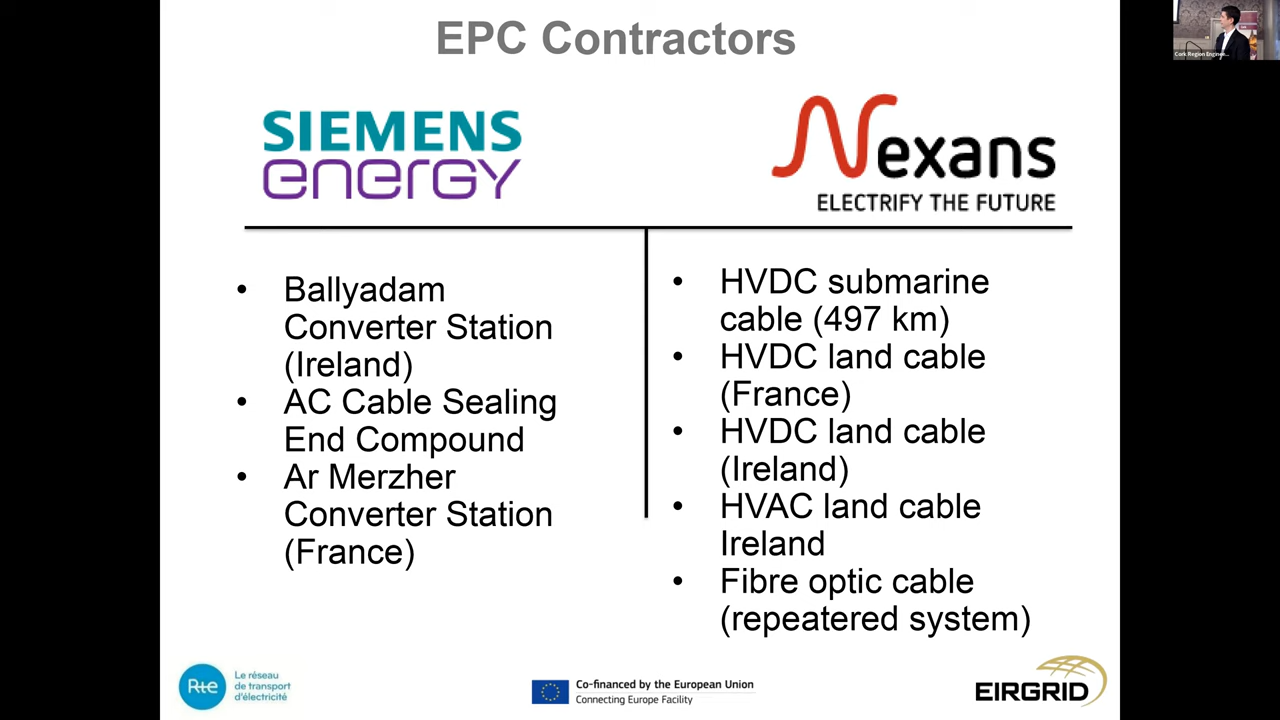 EPC Contractors
SIEMENS
energy
Nexans
ELECTRIFY THE FUTURE
• Ballyadam
Converter Station
(Ireland)
• AC Cable Sealing
End Compound
• Ar Merzher
Converter Station
(France)
• HVDC submarine
cable (497 km)
• HVDC land cable
(France)
• HVDC land cable
(Ireland)
• HVAC land cable
Ireland
• Fibre optic cable
(repeatered system)
Rte
Le réseau
de transport
d'électricité
Co-financed by the European Union
Connecting Europe Facility
EIRGRID
Cork Region Enginee...